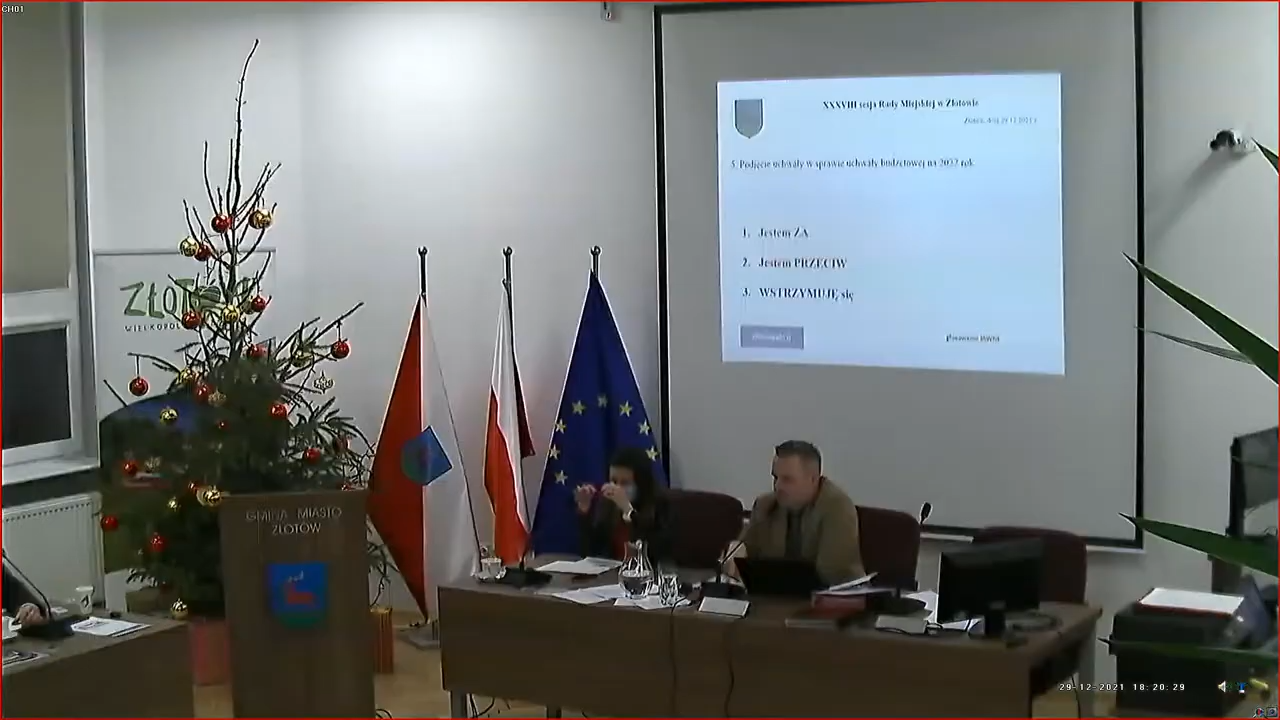 CH01
XXXVIII sesja Rady Miejskiej w Złotowie
5. Podjęcie uchwały w sprawie uchwały budżetowej na 2022 rok.
1. Jestem ZA
2. Jestem PRZECIW
3. WSTRZYMUJĘ się
ZŁOTÓW
GMINA MIASTO
ZŁOTÓW
29-12-2021 18:20:29